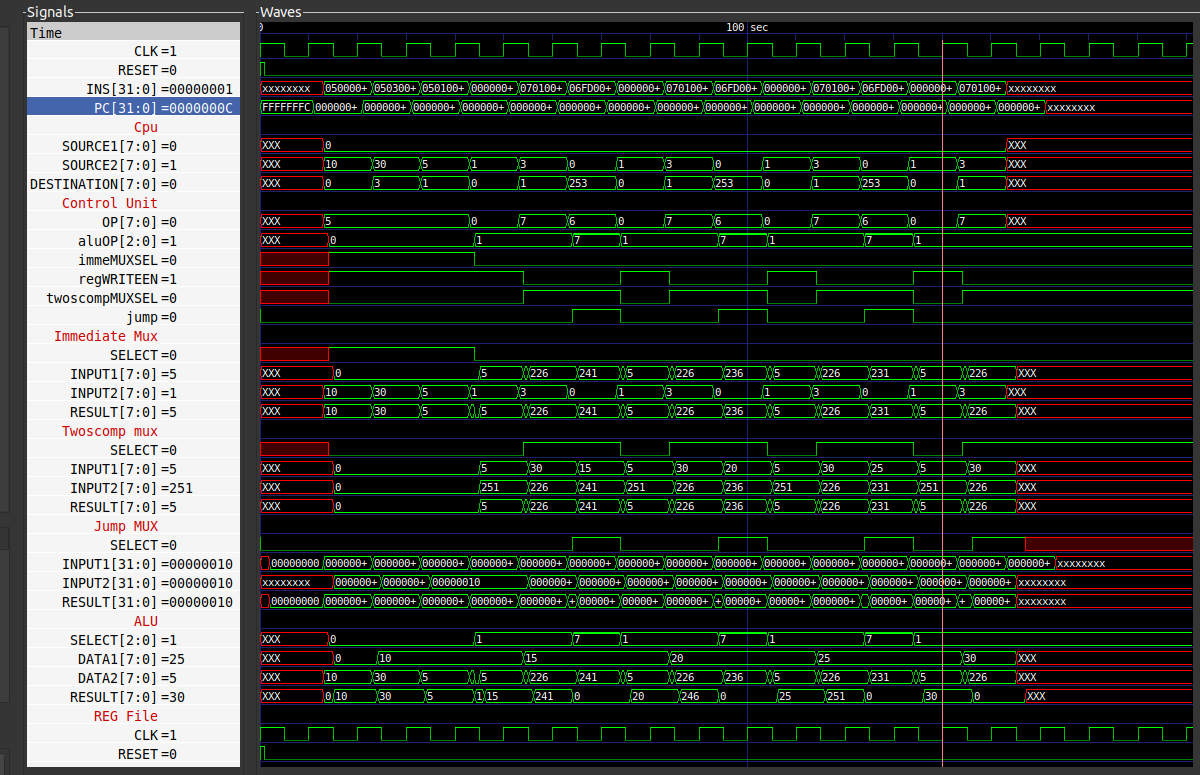 Signals Waves
Time 0 100 sec
CLK=1
RESET=0
INS[31:0]=00000001 xxxxxxxx 050000+ 050300+ 050100+ 000000+ 070100+ 06FD00+ 000000+ 070100+ 06FD00+ 000000+ 070100+ 06FD00+ 000000+ 070100+ xxxxxxxx
PC[31:0]=0000000C FFFFFFFC 000000+ 000000+ 000000+ 000000+ 000000+ 000000+ 000000+ 000000+ 000000+ 000000+ 000000+ 000000+ 000000+ 000000+ 000000+ xxxxxxxx
Cpu
SOURCE1[7:0]=0 XXX 0 XXX
SOURCE2[7:0]=1 XXX 10 30 5 1 3 0 1 3 0 1 3 0 1 3 XXX
DESTINATION[7:0]=0 XXX 0 3 1 0 1 253 0 1 253 0 1 253 0 1 XXX
Control Unit
OP[7:0]=0 XXX 5 0 7 6 0 7 6 0 7 6 0 7 XXX
aluOP[2:0]=1 XXX 0 1 7 1 7 1 7 1
immeMUXSEL=0
regWRITEEN=1
twoscompMUXSEL=0
jump=0
Immediate Mux
SELECT=0
INPUT1[7:0]=5 XXX 0 5 226 241 5 226 236 5 226 231 5 226 XXX
INPUT2[7:0]=1 XXX 10 30 5 1 3 0 1 3 0 1 3 0 1 3 XXX
RESULT[7:0]=5 XXX 10 30 5 5 226 241 5 226 236 5 226 231 5 226 XXX
Twoscomp mux
SELECT=0
INPUT1[7:0]=5 XXX 0 5 30 15 5 30 20 5 30 25 5 30 XXX
INPUT2[7:0]=251 XXX 0 251 226 241 251 226 236 251 226 231 251 226 XXX
RESULT[7:0]=5 XXX 0 5 226 241 5 226 236 5 226 231 5 226 XXX
Jump MUX
SELECT=0
INPUT1[31:0]=00000010 00000000 000000+ 000000+ 000000+ 000000+ 000000+ 000000+ 000000+ 000000+ 000000+ 000000+ 000000+ 000000+ 000000+ 000000+ 000000+ xxxxxxxx
INPUT2[31:0]=00000010 xxxxxxxx 000000+ 000000+ 00000010 000000+ 000000+ 000000+ 000000+ 000000+ 000000+ 000000+ 000000+ 000000+ 000000+ xxxxxxxx
RESULT[31:0]=00000010 00000000 000000+ 000000+ 000000+ 000000+ 000000+ + 00000+ 00000+ 000000+ + 00000+ 00000+ 000000+ 00000+ 00000+ + 00000+ xxxxxxxx
ALU
SELECT[2:0]=1 XXX 0 1 7 1 7 1 7 1
DATA1[7:0]=25 XXX 0 10 15 20 25 30 XXX
DATA2[7:0]=5 XXX 10 30 5 5 226 241 5 226 236 5 226 231 5 226 XXX
RESULT[7:0]=30 XXX 0 10 30 5 1 15 241 0 20 246 0 25 251 0 30 0 XXX
REG File
CLK=1
RESET=0